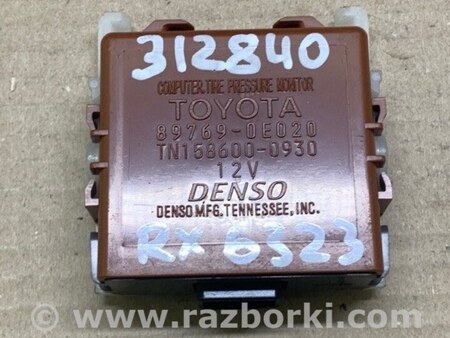 312840
COMPUTER, TIRE PRESSURE MONITOR
TOYOTA
89769-0E020
TN158600-0930
12V
DENSO
DENSO MFG. TENNESSEE, INC.
RX 6323
© www.razborki.com